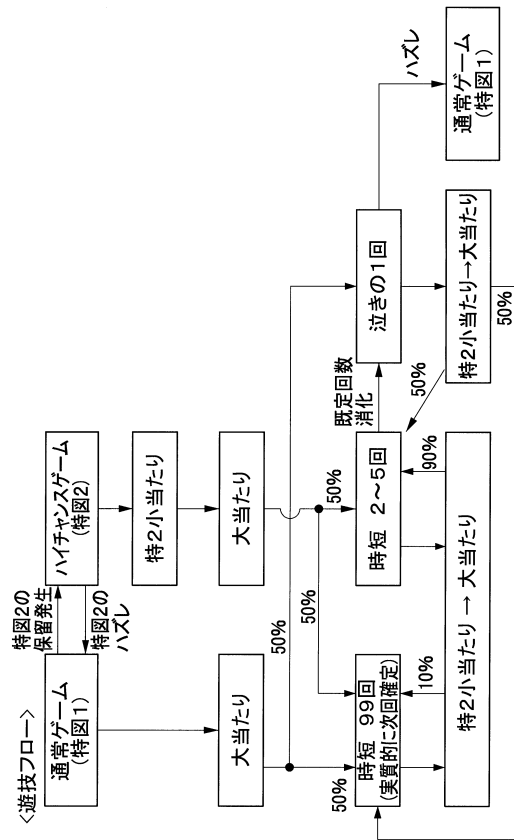 <遊技フロー>
通常ゲーム
(特図1)
特図2の
保留発生
特図2の
ハズレ
ハイチャンスゲーム
(特図2)
特2小当たり
大当たり
大当たり
50%
50%
50%
50%
時短 99回
(実質的に次回確定)
時短 2～5回
既定回数
消化
泣きの1回
ハズレ
通常ゲーム
(特図1)
10%
90%
50%
特2小当たり → 大当たり
特2小当たり→大当たり
50%